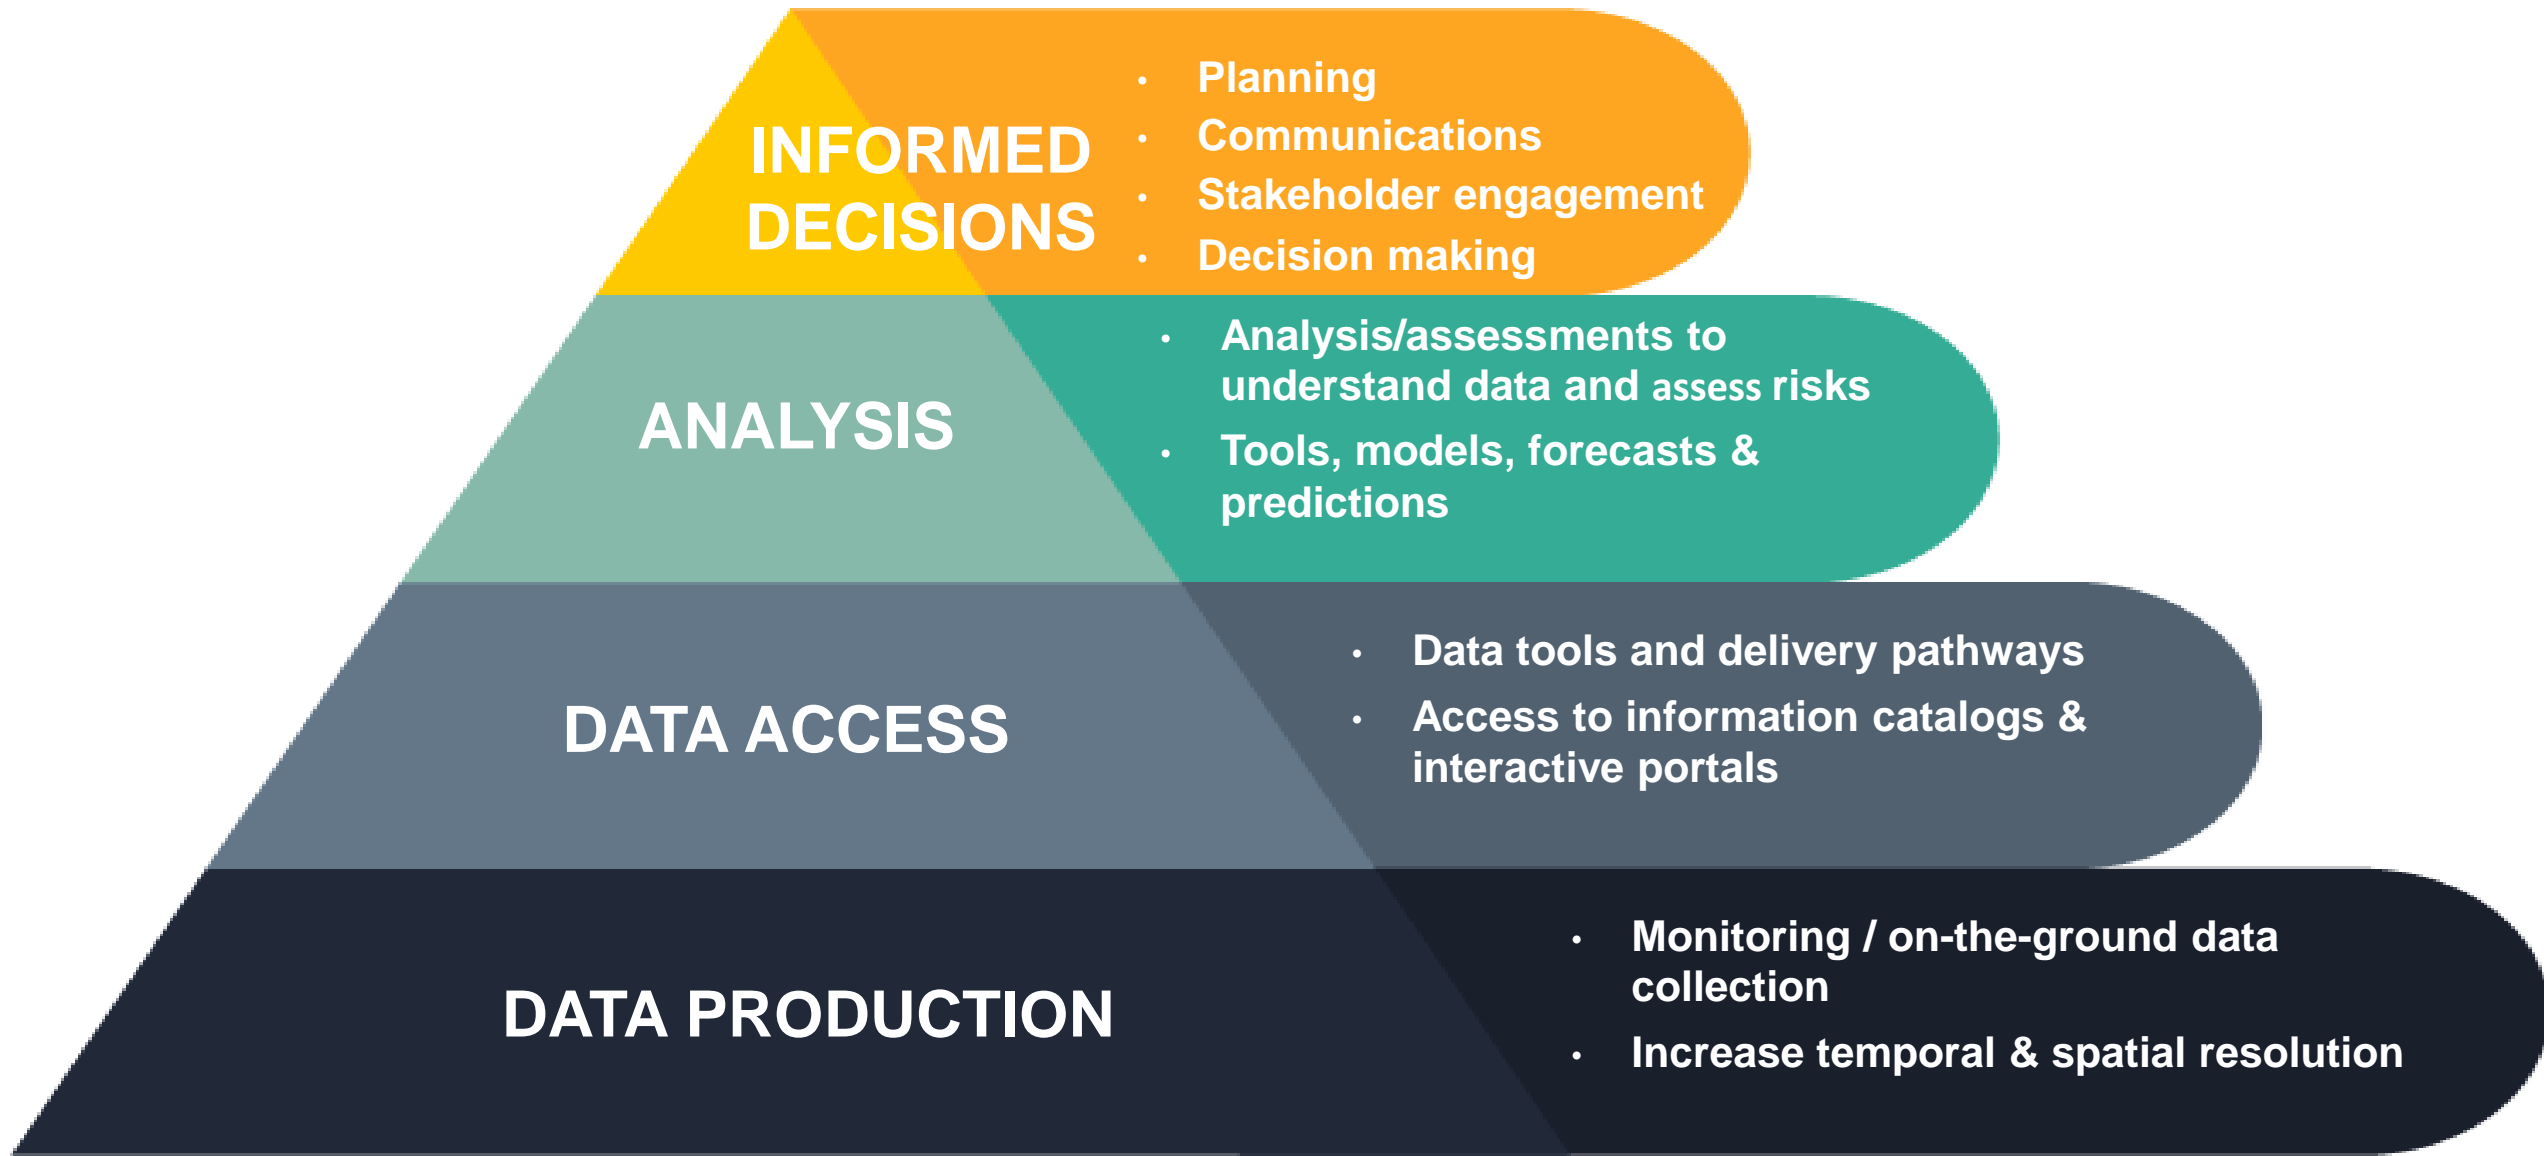 INFORMED
DECISIONS
• Planning
• Communications
• Stakeholder engagement
• Decision making
ANALYSIS
• Analysis/assessments to
understand data and assess risks
• Tools, models, forecasts &
predictions
DATA ACCESS
• Data tools and delivery pathways
• Access to information catalogs &
interactive portals
DATA PRODUCTION
• Monitoring / on-the-ground data
collection
• Increase temporal & spatial resolution